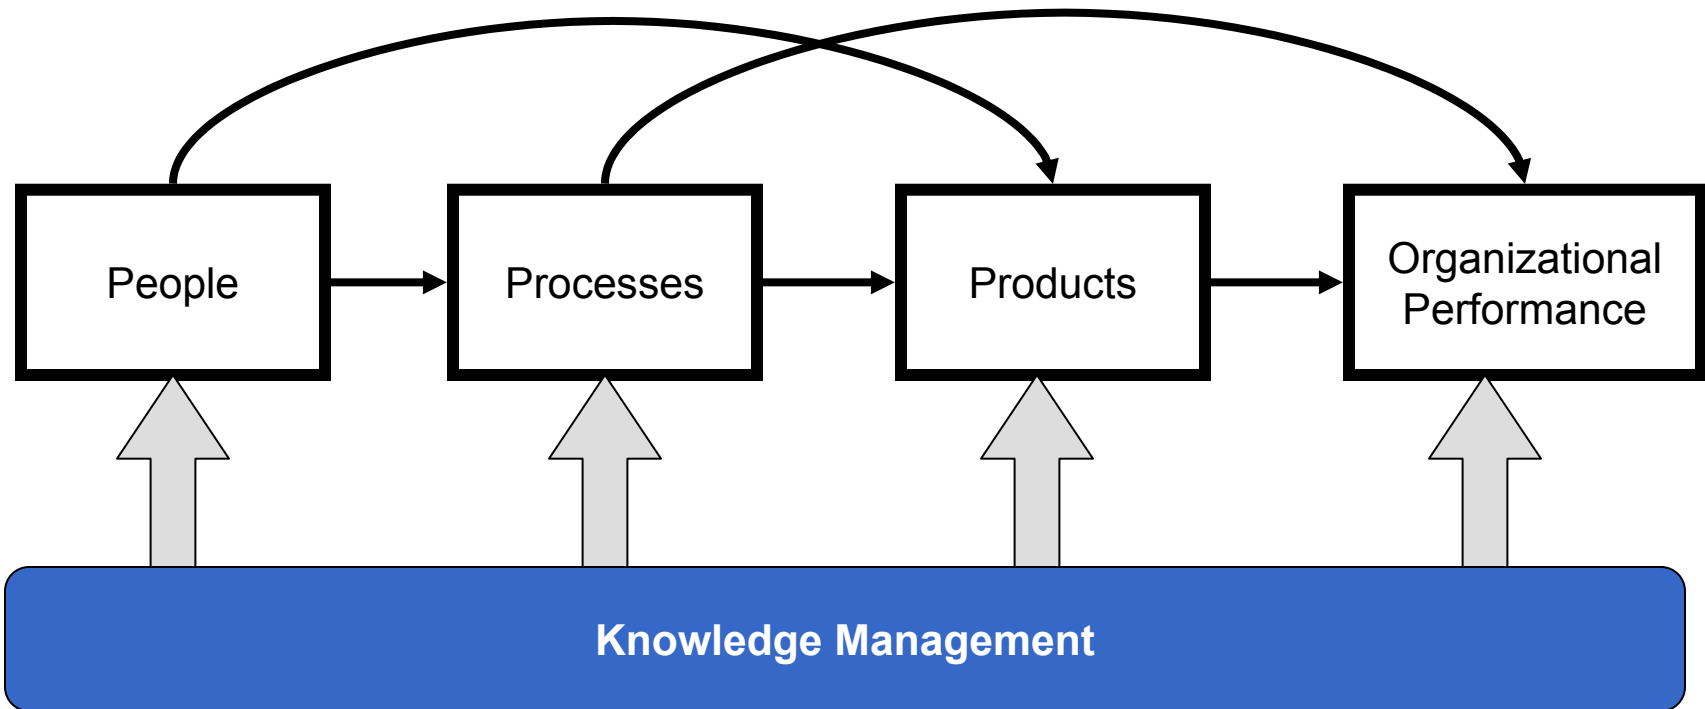 People
Processes
Products
Organizational
Performance
Knowledge Management